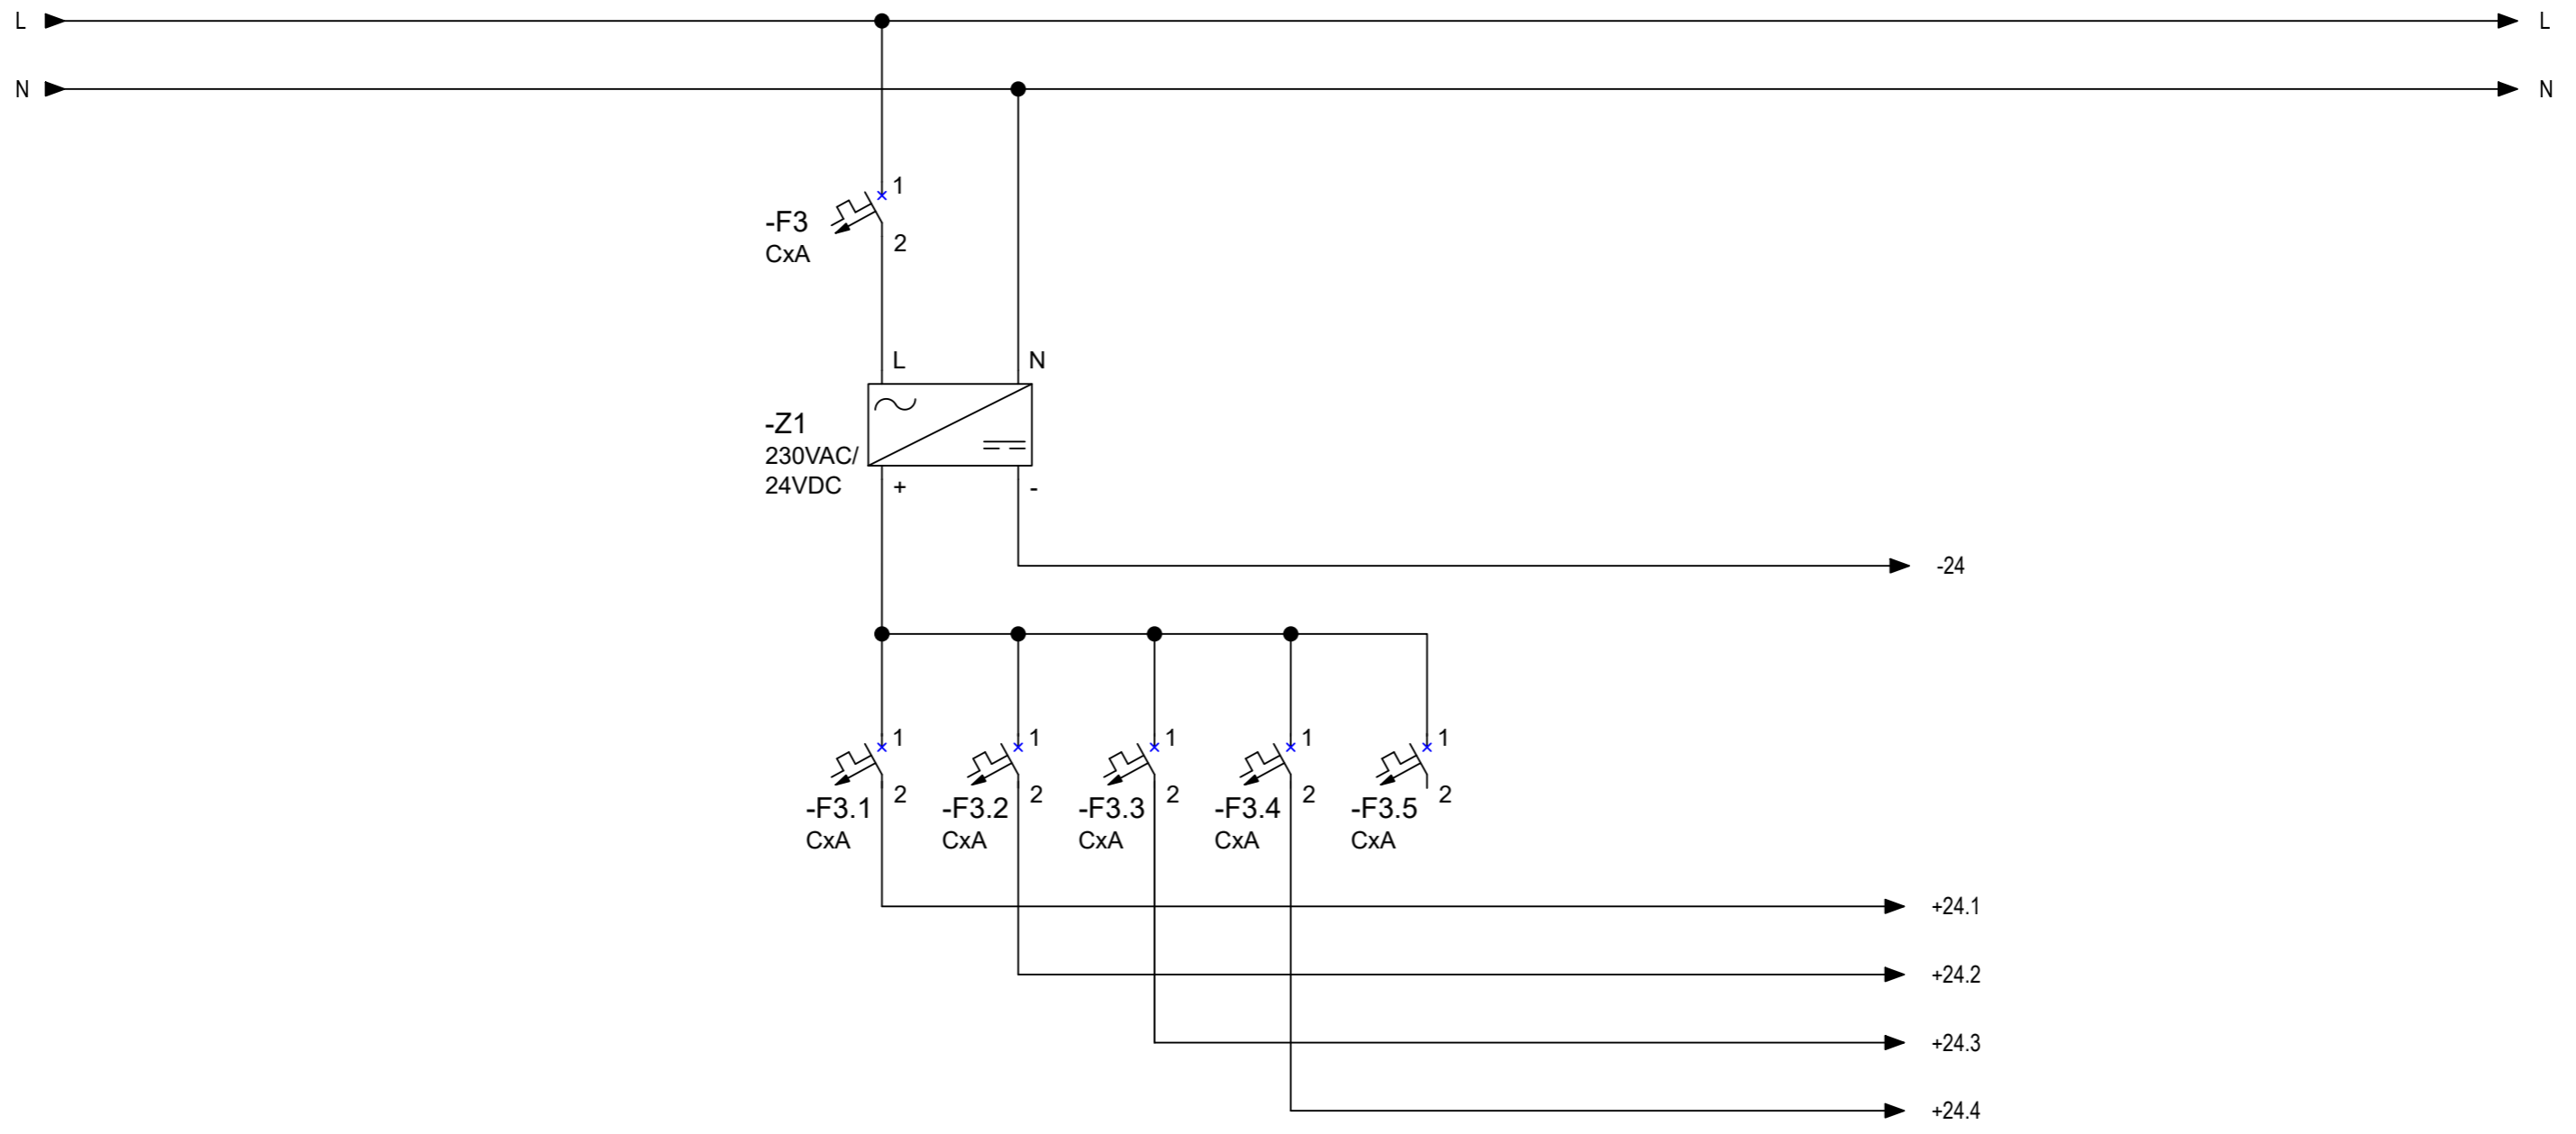 L
L
N
N
1
-F3
2
CxA
L
N
-Z1
230VAC/
24VDC
+
-
-24
1
1
1
1
1
2
2
2
2
2
-F3.1
-F3.2
-F3.3
-F3.4
-F3.5
CxA
CxA
CxA
CxA
CxA
+24.1
+24.2
+24.3
+24.4